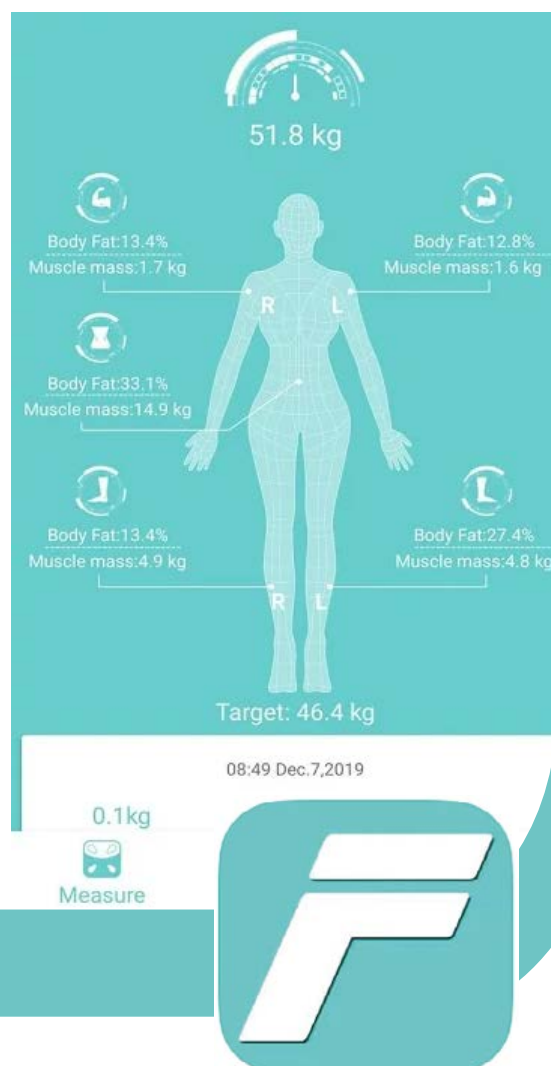 51.8 kg
Body Fat:13.4%
Muscle mass:1.7 kg
Body Fat:12.8%
Muscle mass:1.6 kg
R
L
Body Fat:33.1%
Muscle mass:14.9 kg
Body Fat:13.4%
Muscle mass:4.9 kg
Body Fat:27.4%
Muscle mass:4.8 kg
R
L
Target: 46.4 kg
08:49 Dec.7,2019
0.1kg
Measure
F